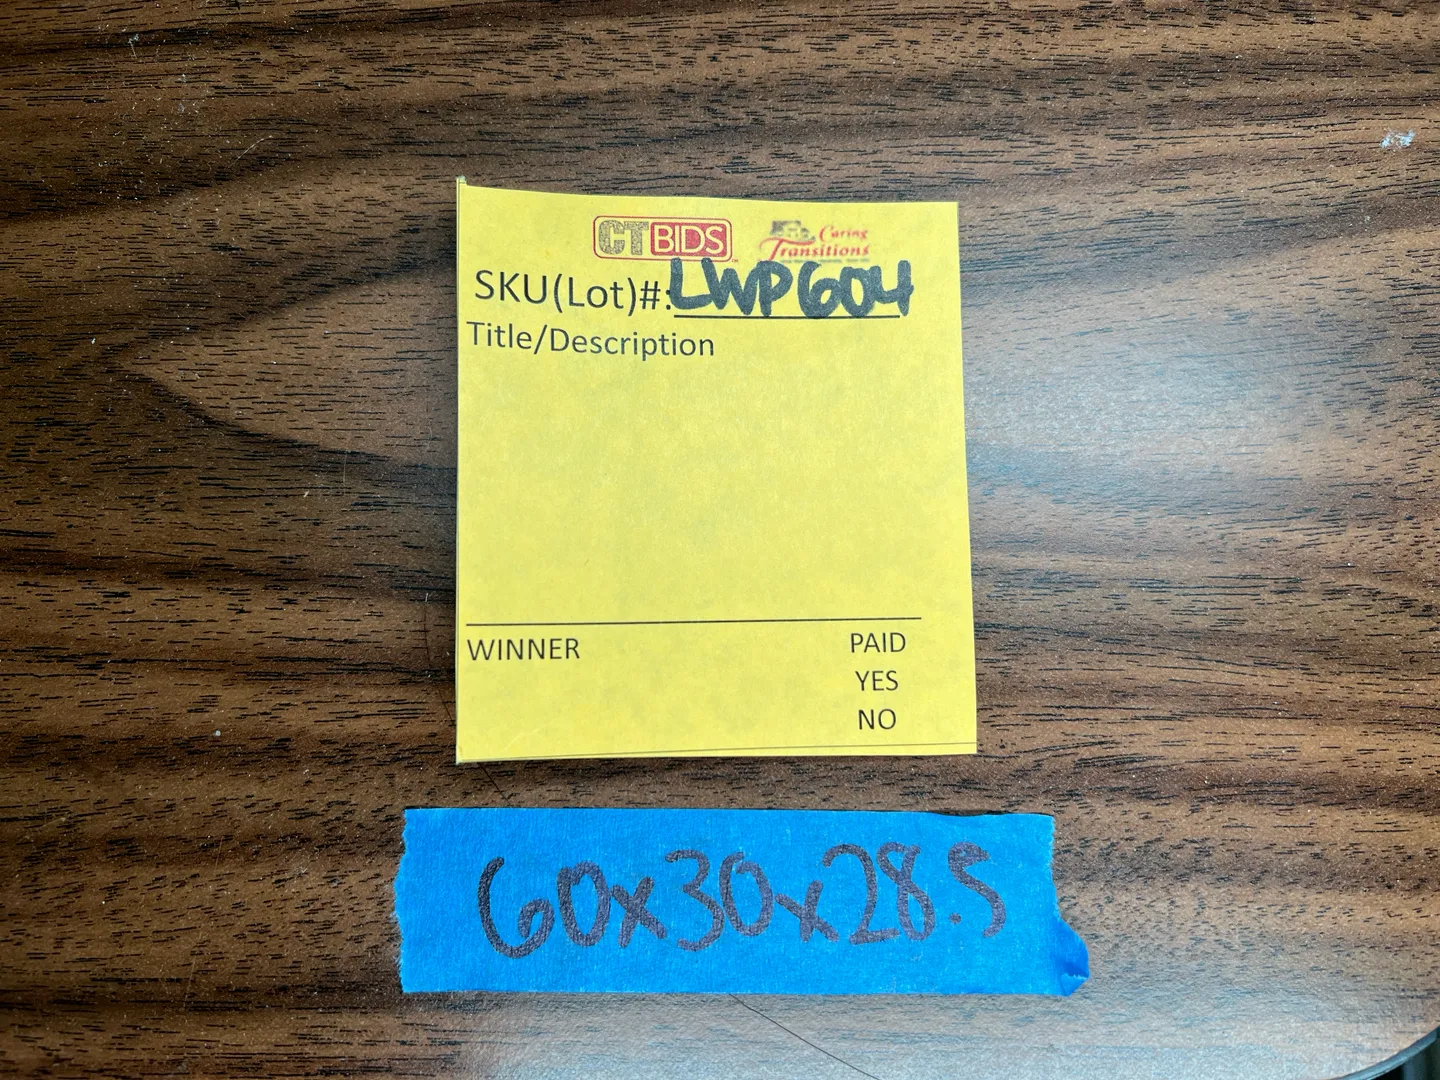 CTBIDS
Caring
Transitions
SKU(Lot)#: LWP604
Title/Description
WINNER PAID
YES
NO
60x30x28.5